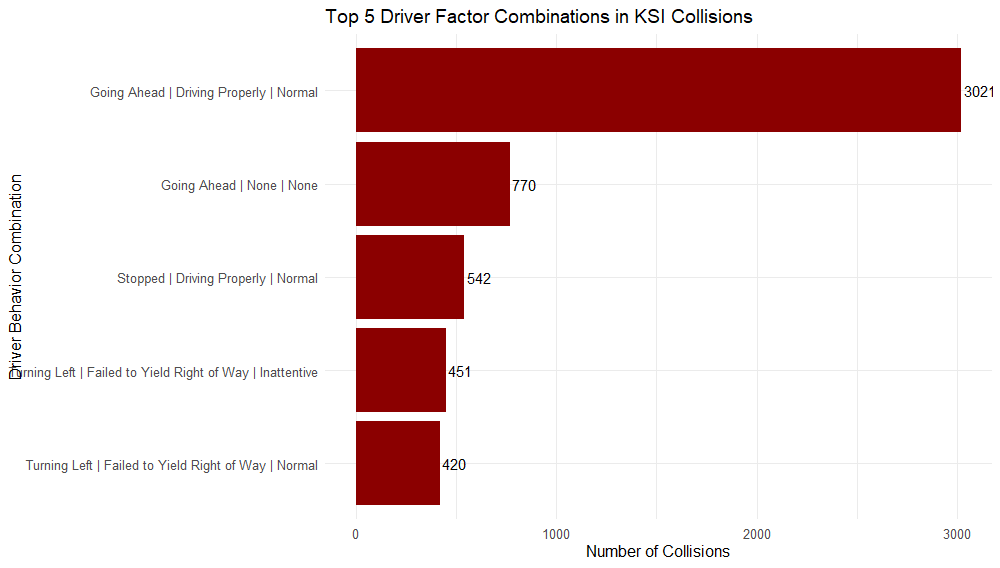 Top 5 Driver Factor Combinations in KSI Collisions
Driver Behavior Combination
Going Ahead | Driving Properly | Normal
3021
Going Ahead | None | None
770
Stopped | Driving Properly | Normal
542
Turning Left | Failed to Yield Right of Way | Inattentive
451
Turning Left | Failed to Yield Right of Way | Normal
420
0
1000
2000
3000
Number of Collisions